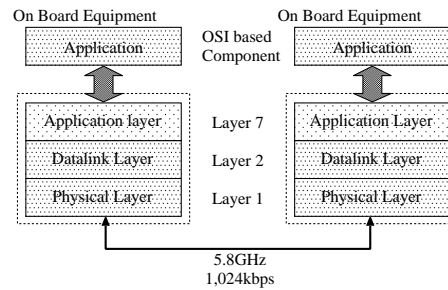 On Board Equipment
On Board Equipment
Application
OSI based
Component
Application
Application layer
Layer 7
Application Layer
Datalink Layer
Layer 2
Datalink Layer
Physical Layer
Layer 1
Physical Layer
5.8GHz
1,024kbps